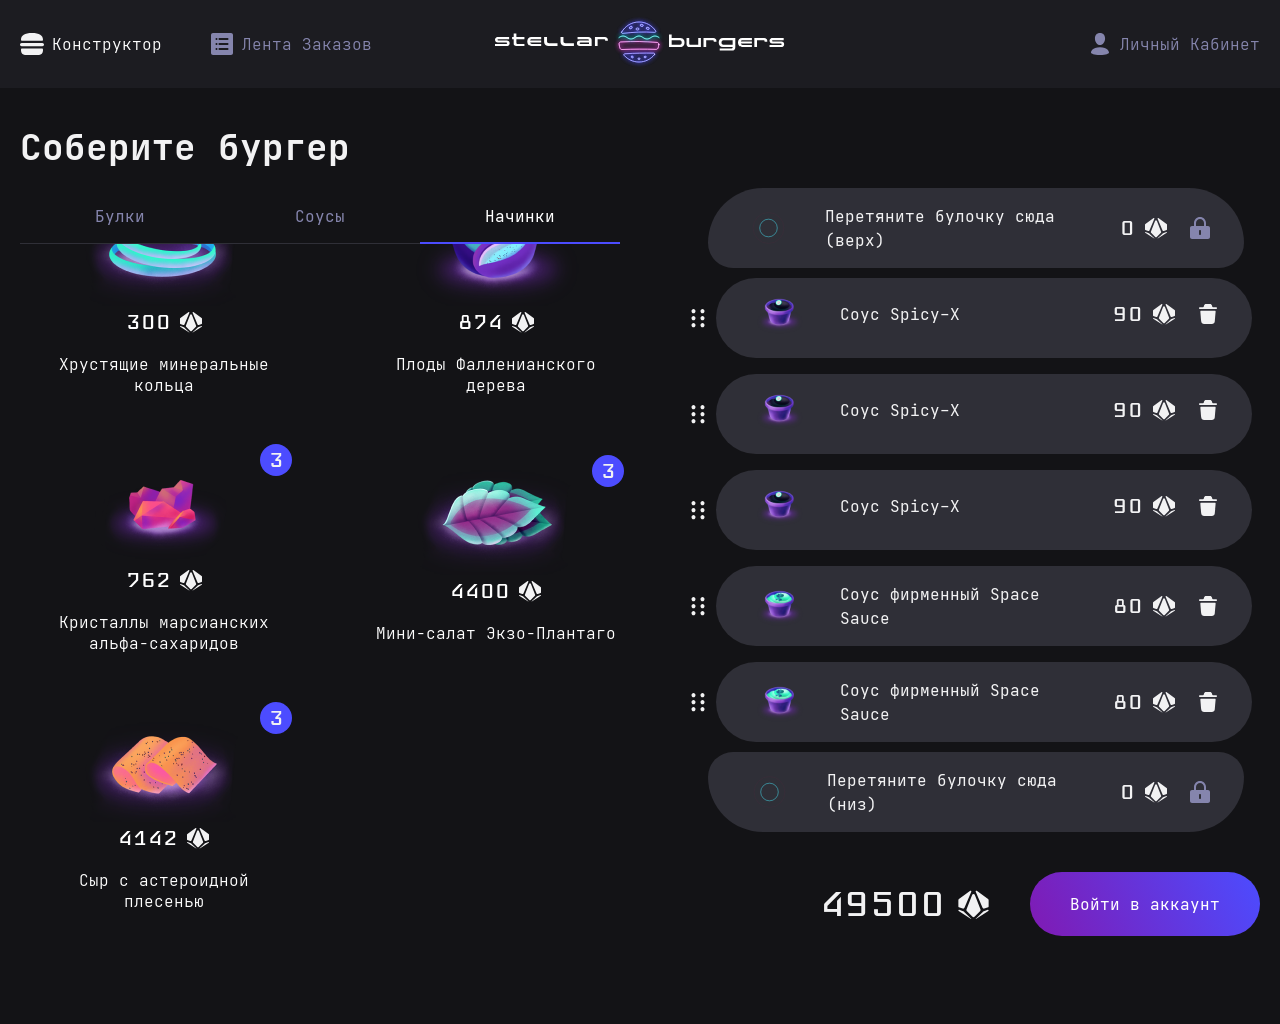 Конструктор
Лента Заказов
stellar burgers
Личный Кабинет
Соберите бургер
Булки
Соусы
Начинки
300
874
Хрустящие минеральные
кольца
Плоды Фалленианского
дерева
3
3
762
4400
Кристаллы марсианских
альфа-сахаридов
Мини-салат Экзо-Плантаго
3
4142
Сыр с астероидной
плесенью
Перетяните булочку сюда
(верх)
0
Соус Spicy-X
90
Соус Spicy-X
90
Соус Spicy-X
90
Соус фирменный Space
Sauce
80
Соус фирменный Space
Sauce
80
Перетяните булочку сюда
(низ)
0
49500
Войти в аккаунт